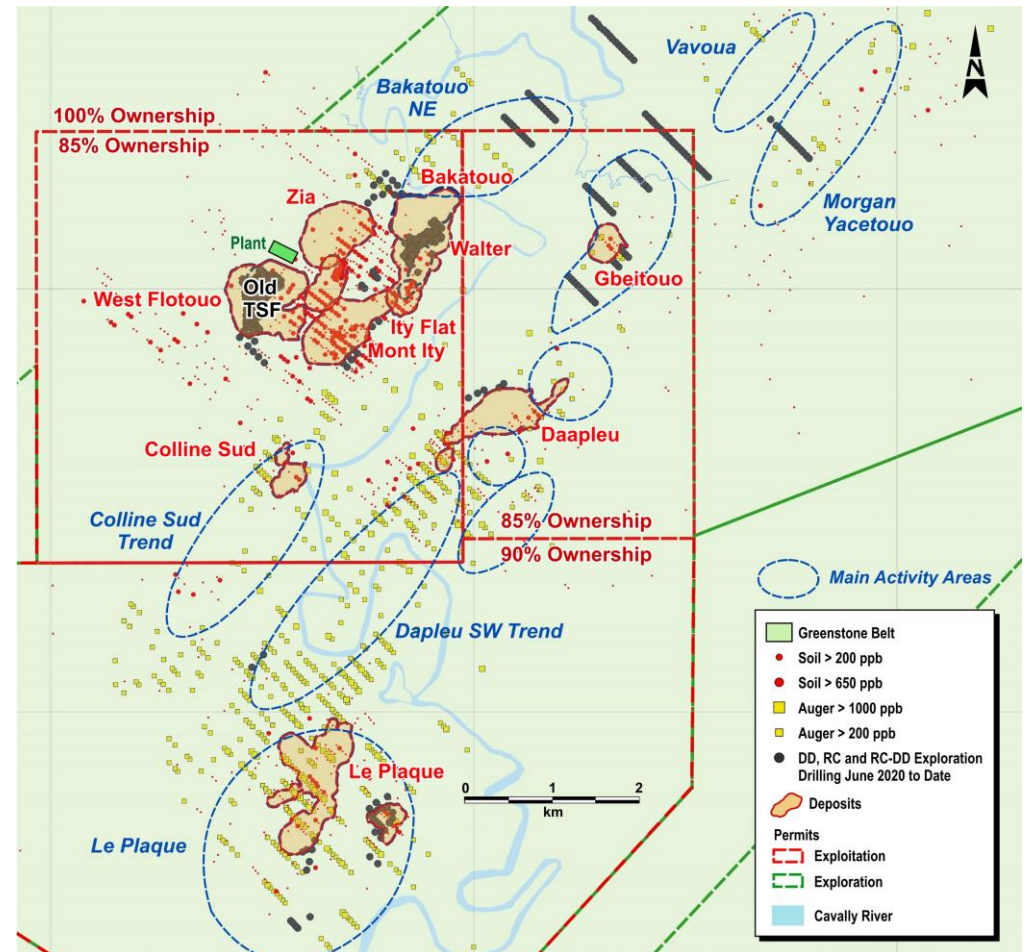 Vavoua
N
Bakatouo
NE
100% Ownership
85% Ownership
Bakatouo
Zia
Morgan
Yacetouo
Plant
Walter
Gbeitouo
Old
TSF
West Flotouo
Ity Flat
Mont Ity
Daapleu
Colline Sud
Colline Sud
Trend
85% Ownership
90% Ownership
Main Activity Areas
Dapleu SW Trend
Le Plaque
Le Plaque
0 1 2
km
Greenstone Belt
Soil > 200 ppb
Soil > 650 ppb
Auger > 1000 ppb
Auger > 200 ppb
DD, RC and RC-DD Exploration
Drilling June 2020 to Date
Deposits
Permits
Exploitation
Exploration
Cavally River